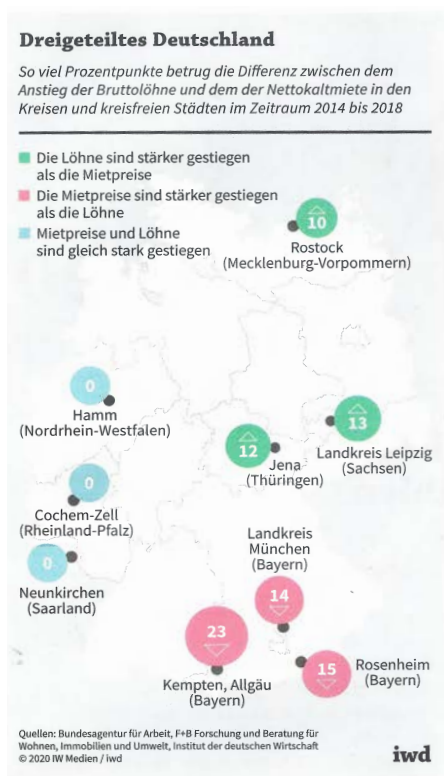 Dreigeteiltes Deutschland
So viel Prozentpunkte betrug die Differenz zwischen dem
Anstieg der Bruttolöhne und dem der Nettokaltmiete in den
Kreisen und kreisfreien Städten im Zeitraum 2014 bis 2018
Die Löhne sind stärker gestiegen
als die Mietpreise
Die Mietpreise sind stärker gestiegen
als die Löhne
Mietpreise und Löhne
sind gleich stark gestiegen
10
Rostock
(Mecklenburg-Vorpommern)
0
Hamm
(Nordrhein-Westfalen)
13
Landkreis Leipzig
(Sachsen)
12
Jena
(Thüringen)
0
Cochem-Zell
(Rheinland-Pfalz)
0
Neunkirchen
(Saarland)
Landkreis
München
(Bayern)
14
23
Kempten, Allgäu
(Bayern)
15
Rosenheim
(Bayern)
Quellen: Bundesagentur für Arbeit, F+B Forschung und Beratung für
Wohnen, Immobilien und Umwelt, Institut der deutschen Wirtschaft
© 2020 IW Medien / iwd
iwd